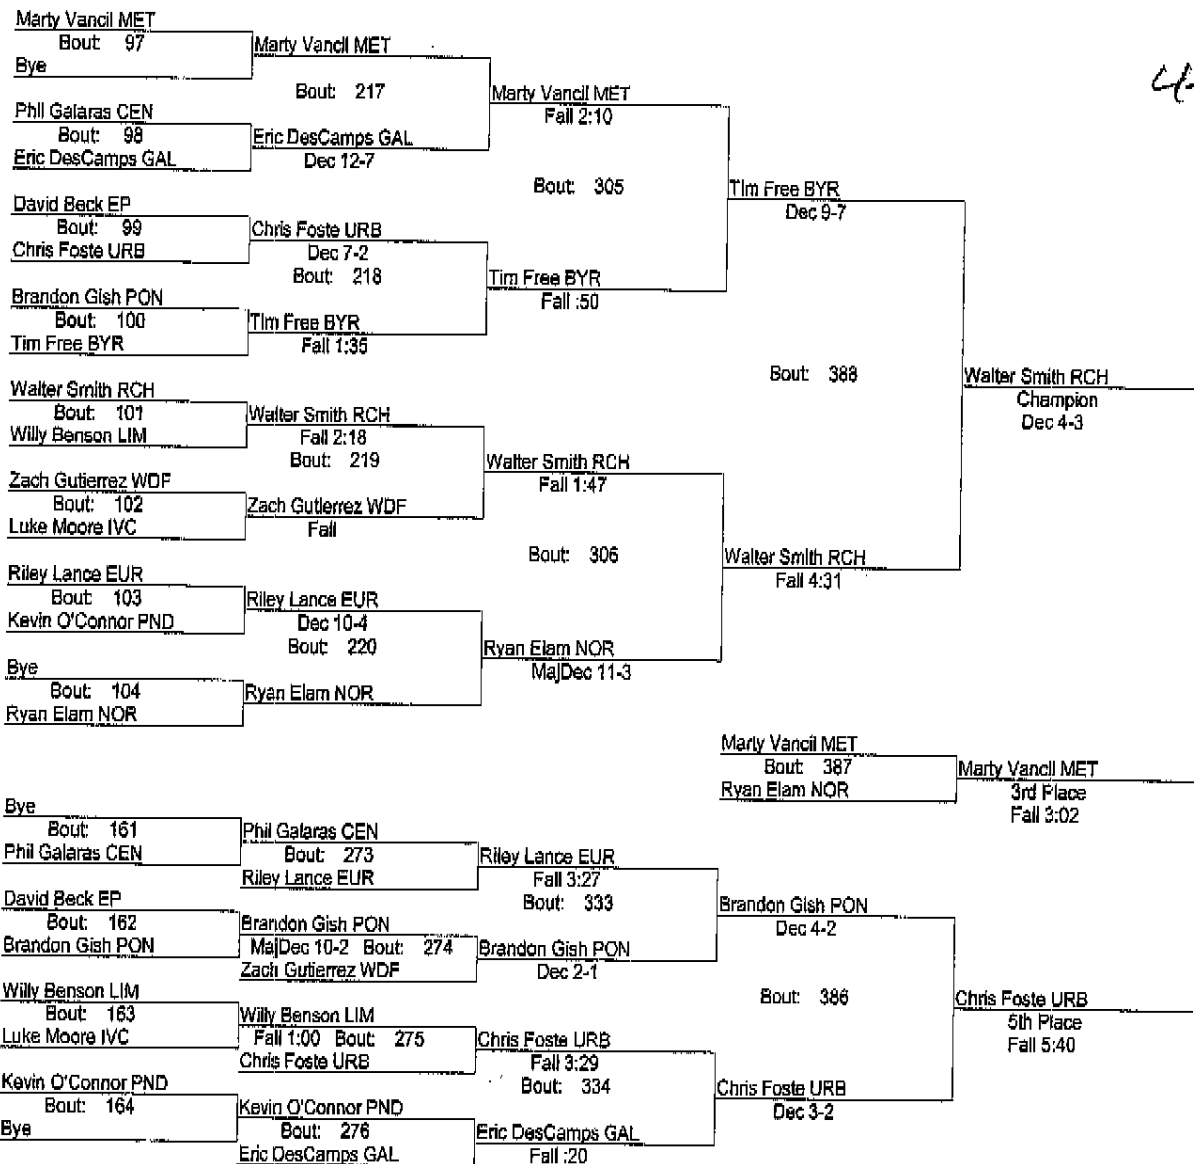 Marty Vancil MET
Bout: 97
Bye
Marty Vancil MET
Bout: 217
Phil Galaras CEN
Bout: 98
Eric DesCamps GAL
Eric DesCamps GAL
Dec 12-7
Marty Vancil MET
Fall 2:10
Bout: 305
David Beck EP
Bout: 99
Chris Foste URB
Chris Foste URB
Dec 7-2
Bout: 218
Brandon Gish PON
Bout: 100
Tim Free BYR
Tim Free BYR
Fall 1:35
Tim Free BYR
Fall :50
Tim Free BYR
Dec 9-7
Bout: 388
Walter Smith RCH
Bout: 101
Willy Benson LIM
Walter Smith RCH
Fall 2:18
Bout: 219
Zach Gutierrez WDF
Bout: 102
Luke Moore IVC
Zach Gutierrez WDF
Fall
Walter Smith RCH
Fall 1:47
Bout: 306
Riley Lance EUR
Bout: 103
Kevin O'Connor PND
Riley Lance EUR
Dec 10-4
Bout: 220
Bye
Bout: 104
Ryan Elam NOR
Ryan Elam NOR
Ryan Elam NOR
MajDec 11-3
Walter Smith RCH
Fall 4:31
Walter Smith RCH
Champion
Dec 4-3
Marty Vancil MET
Bout: 387
Ryan Elam NOR
Marty Vancil MET
3rd Place
Fall 3:02
Bye
Bout: 161
Phil Galaras CEN
Phil Galaras CEN
Bout: 273
Riley Lance EUR
Riley Lance EUR
Fall 3:27
Bout: 333
David Beck EP
Bout: 162
Brandon Gish PON
Brandon Gish PON
MajDec 10-2 Bout: 274
Zach Gutierrez WDF
Brandon Gish PON
Dec 2-1
Brandon Gish PON
Dec 4-2
Bout: 386
Willy Benson LIM
Bout: 163
Luke Moore IVC
Willy Benson LIM
Fall 1:00 Bout: 275
Chris Foste URB
Chris Foste URB
Fall 3:29
Bout: 334
Kevin O'Connor PND
Bout: 164
Bye
Kevin O'Connor PND
Bout: 276
Eric DesCamps GAL
Eric DesCamps GAL
Fall :20
Chris Foste URB
Dec 3-2
Chris Foste URB
5th Place
Fall 5:40